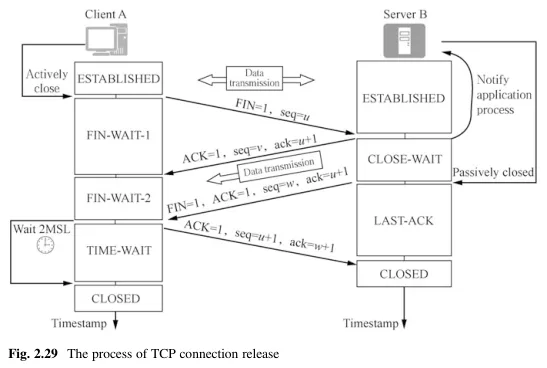 Client A
Server B
Actively
close
ESTABLISHED
Data
transmission
ESTABLISHED
Notify
application
process
FIN=1, seq=u
FIN-WAIT-1
ACK=1, seq=v, ack=u+1
CLOSE-WAIT
Data transmission
Passively closed
FIN-WAIT-2
FIN=1, ACK=1, seq=w, ack=u+1
LAST-ACK
Wait 2MSL
TIME-WAIT
ACK=1, seq=u+1, ack=w+1
CLOSED
CLOSED
Timestamp
Timestamp
Fig. 2.29 The process of TCP connection release